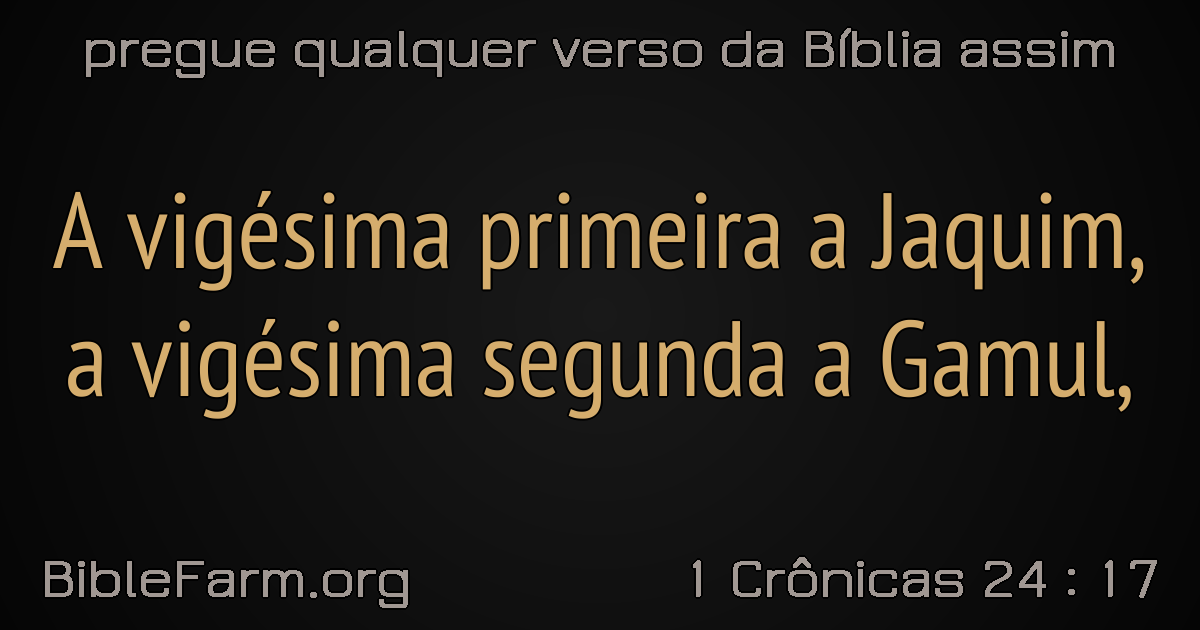 pregue qualquer verso da Bíblia assim
A vigésima primeira a Jaquim,
a vigésima segunda a Gamul,
BibleFarm.org
1 Crônicas 24 : 17